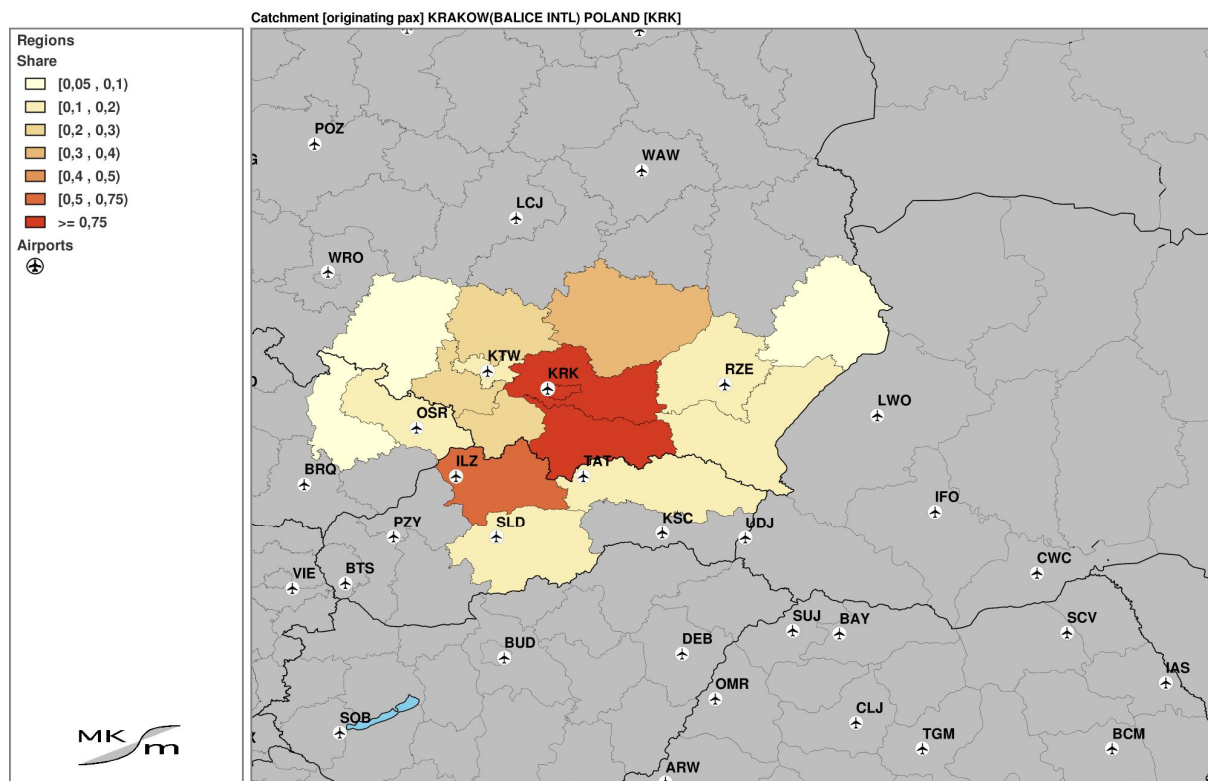 Catchment [originating pax] KRAKOW(BALICE INTL) POLAND [KRK]
Regions
Share
[0,05 , 0,1)
[0,1 , 0,2)
[0,2 , 0,3)
[0,3 , 0,4)
[0,4 , 0,5)
[0,5 , 0,75)
>= 0,75
Airports
POZ
WAW
LCJ
WRO
KTW
KRK
RZE
OSR
LWO
BRQ
ILZ
TAT
IFO
PZY
SLD
KSC
UDJ
VIE
BTS
CWC
SUJ
BAY
SCV
BUD
DEB
IAS
OMR
SOB
CLJ
TGM
BCM
ARW
MK
m